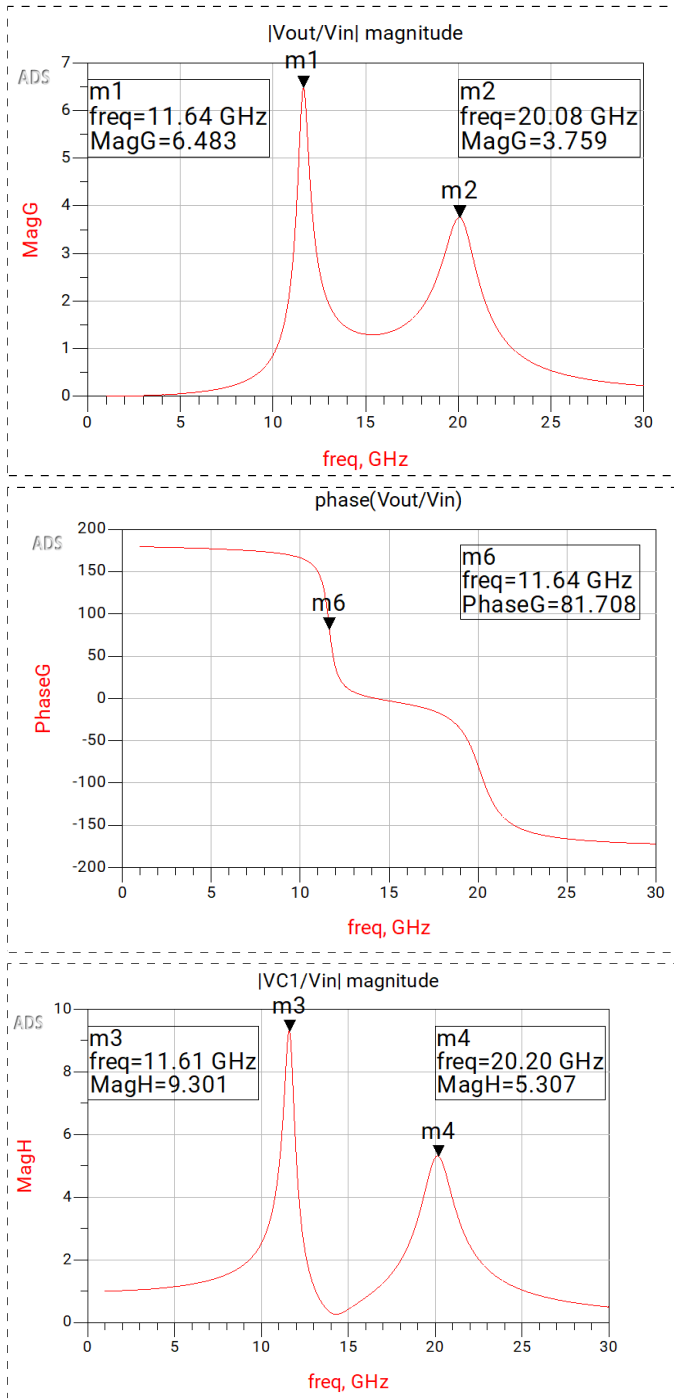 |Vout/Vin| magnitude
ADS
m1
m1
freq=11.64 GHz
MagG=6.483
m2
freq=20.08 GHz
MagG=3.759
m2
7
6
5
4
3
2
1
0
MagG
0 5 10 15 20 25 30
freq, GHz
phase(Vout/Vin)
ADS
m6
freq=11.64 GHz
PhaseG=81.708
m6
200
150
100
50
0
-50
-100
-150
-200
PhaseG
0 5 10 15 20 25 30
freq, GHz
|VC1/Vin| magnitude
ADS
m3
m3
freq=11.61 GHz
MagH=9.301
m4
freq=20.20 GHz
MagH=5.307
m4
10
8
6
4
2
0
MagH
0 5 10 15 20 25 30
freq, GHz